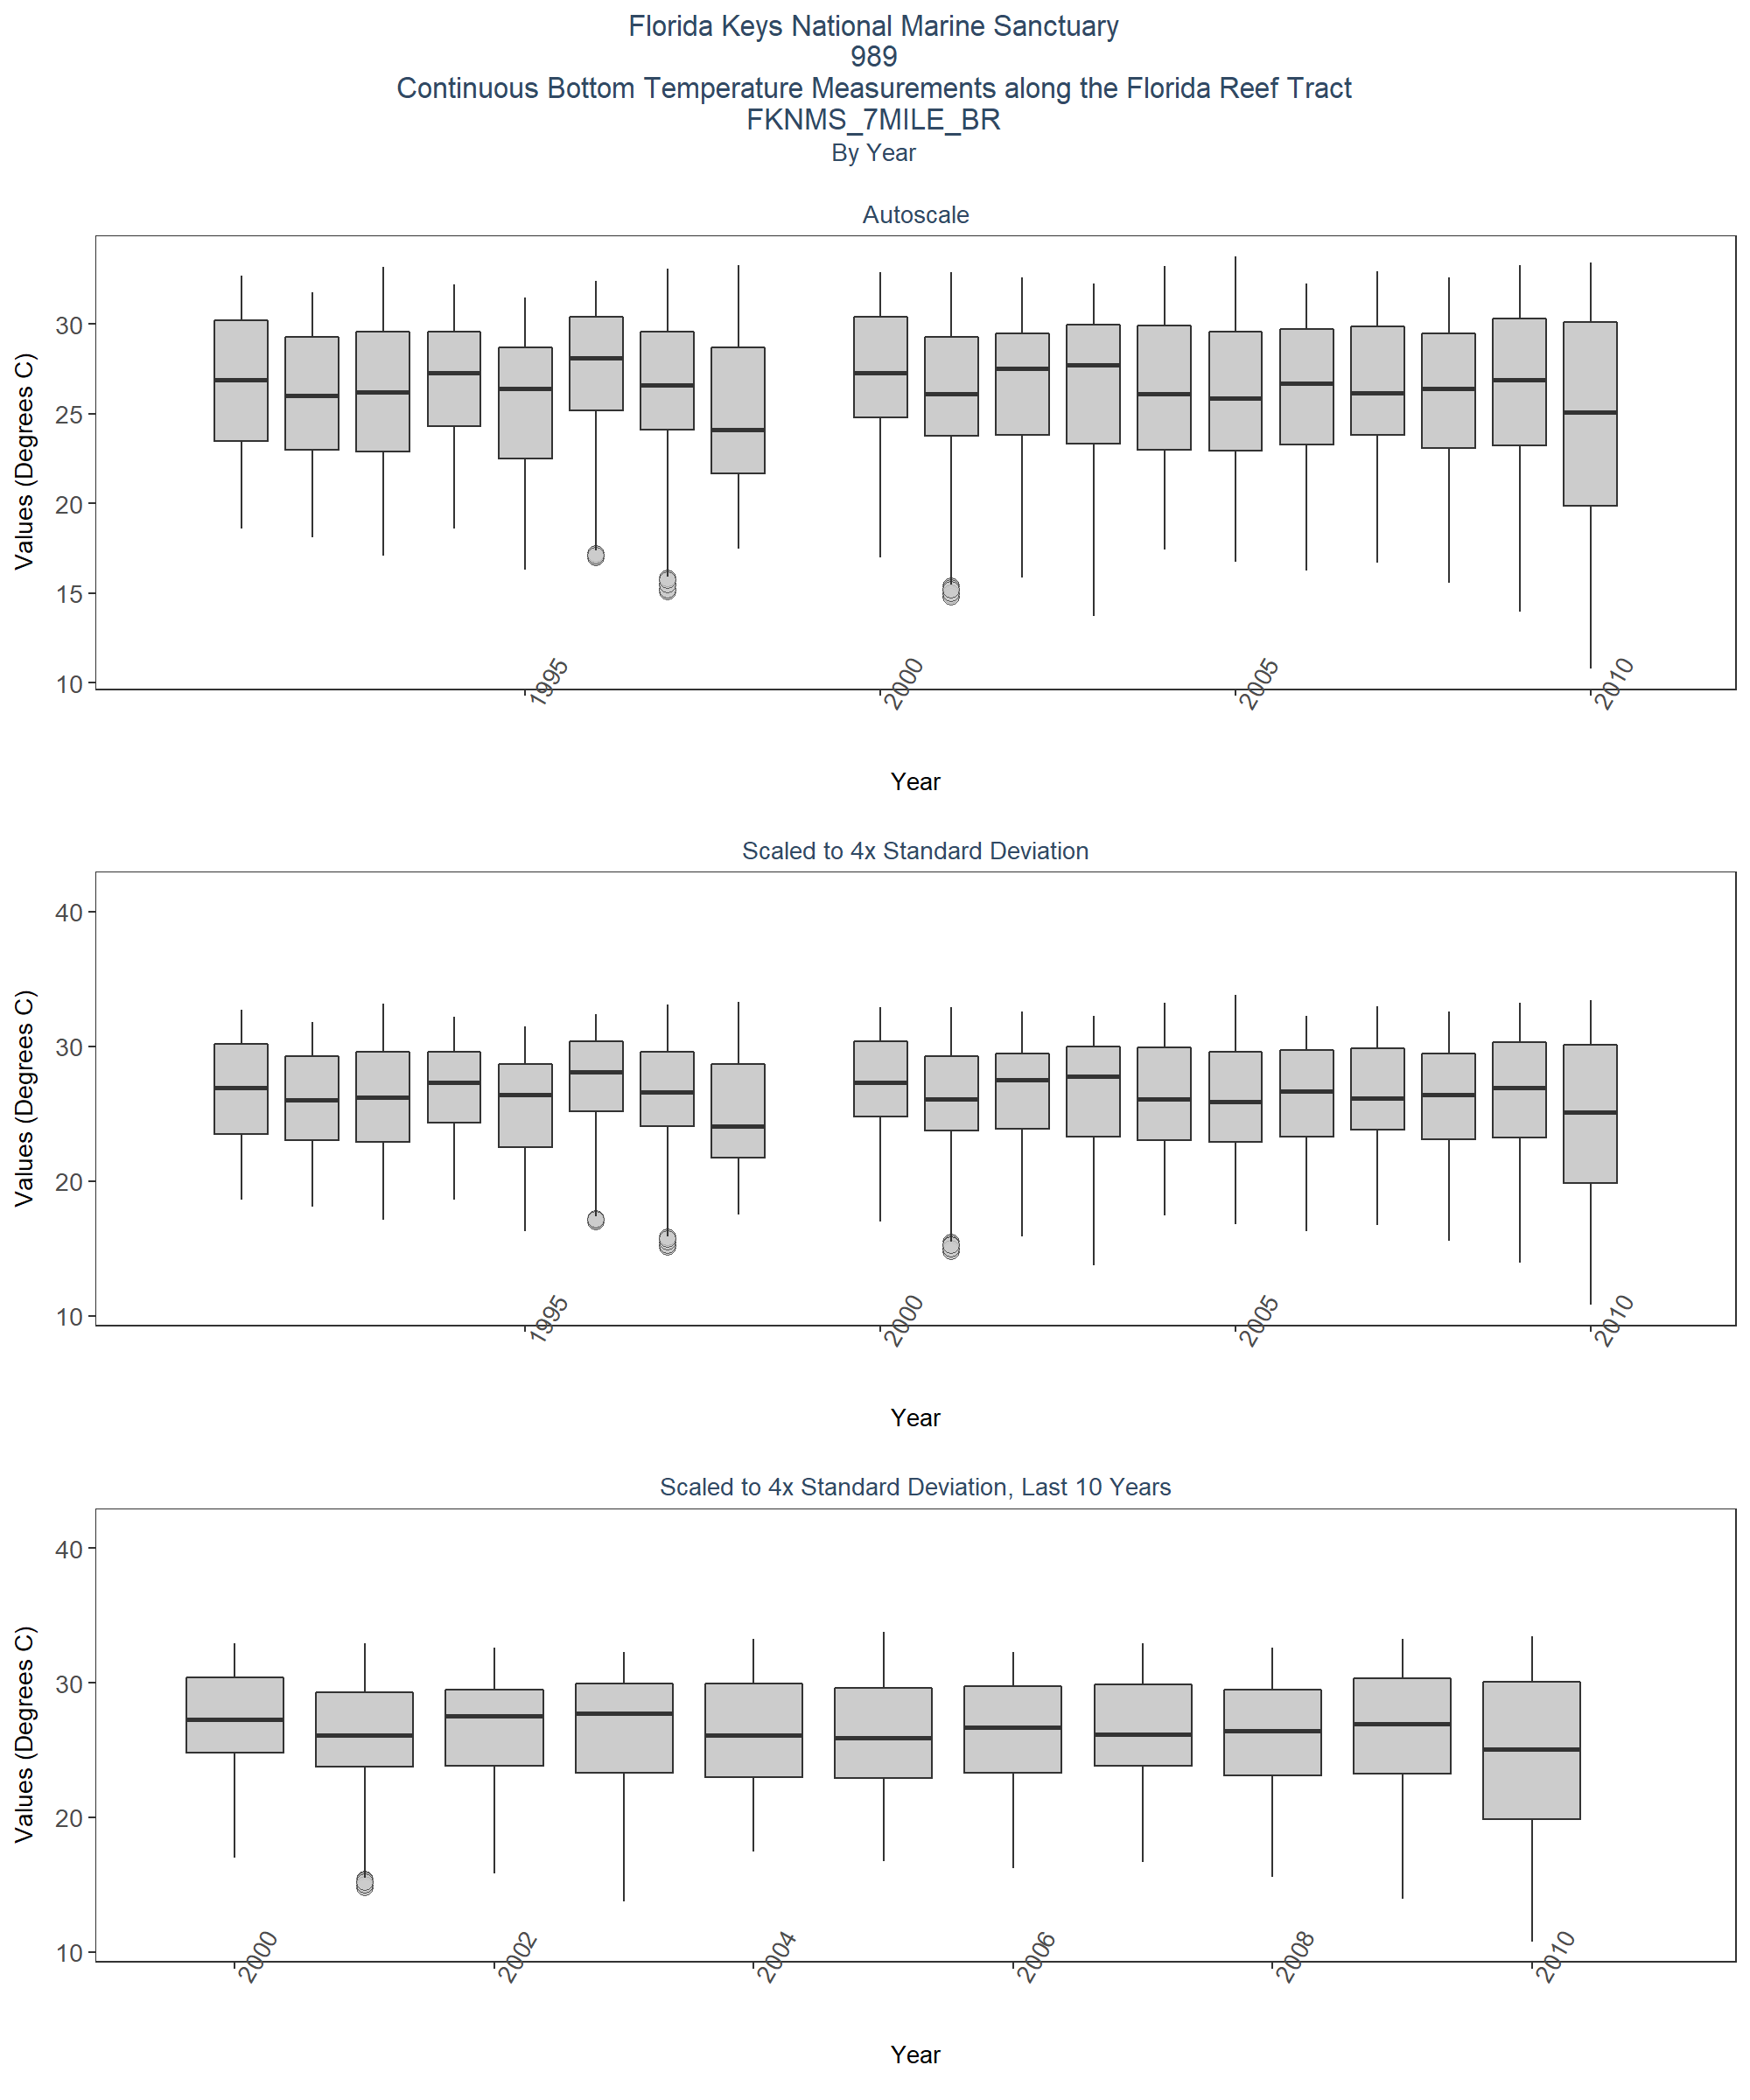 Florida Keys National Marine Sanctuary
989
Continuous Bottom Temperature Measurements along the Florida Reef Tract
FKNMS_7MILE_BR
By Year
Autoscale
Values (Degrees C)
30
25
20
15
10
1995
2000
2005
2010
Year
Scaled to 4x Standard Deviation
Values (Degrees C)
40
30
20
10
1995
2000
2005
2010
Year
Scaled to 4x Standard Deviation, Last 10 Years
Values (Degrees C)
40
30
20
10
2000
2002
2004
2006
2008
2010
Year